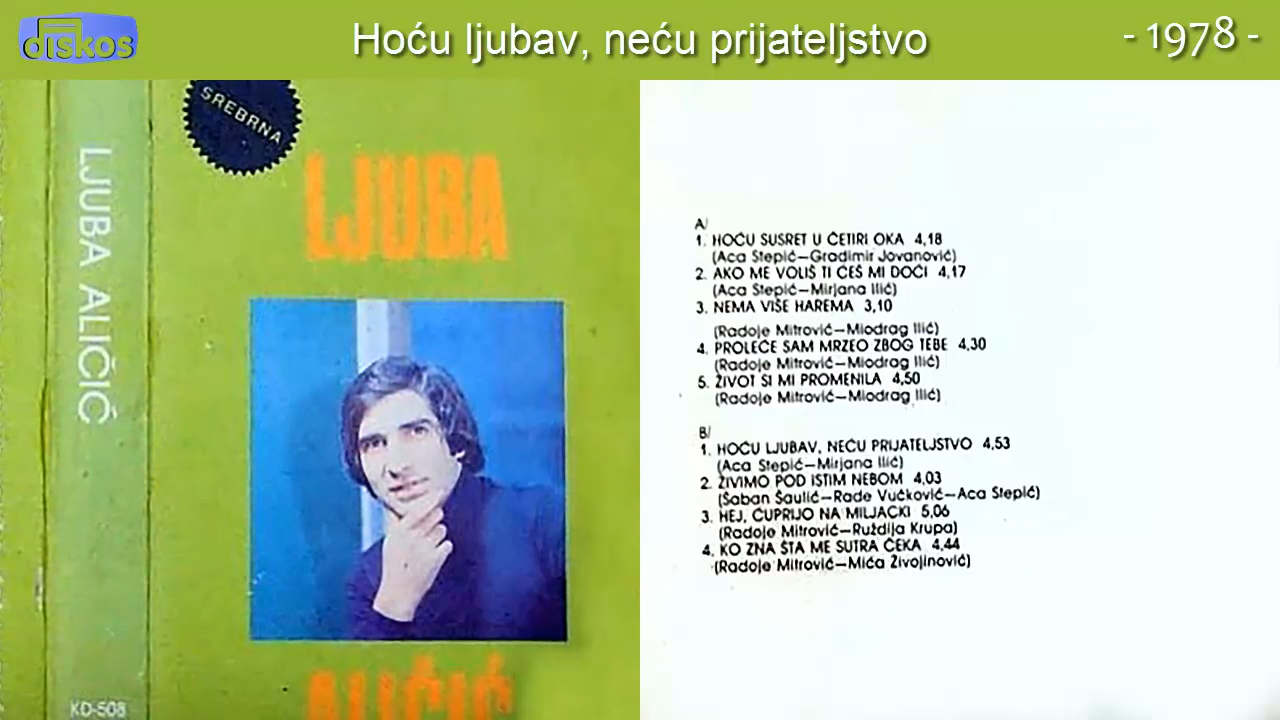 diskos
Hoću ljubav, neću prijateljstvo
- 1978 -
SREBRNA
LJUBA
LJUBA ALIČIĆ
ALIČIĆ
KD-508
A/
1. HOĆU SUSRET U ČETIRI OKA 4,18
(Aca Stepić–Gradimir Jovanović)
2. AKO ME VOLIŠ TI ĆEŠ MI DOĆI 4,17
(Aca Stepić–Mirjana Ilić)
3. NEMA VIŠE HAREMA 3,10
(Radoje Mitrović–Miodrag Ilić)
4. PROLEĆE SAM MRZEO ZBOG TEBE 4,30
(Radoje Mitrović–Miodrag Ilić)
5. ŽIVOT SI MI PROMENILA 4,50
(Radoje Mitrović–Miodrag Ilić)
B/
1. HOĆU LJUBAV, NEĆU PRIJATELJSTVO 4,53
(Aca Stepić–Mirjana Ilić)
2. ŽIVIMO POD ISTIM NEBOM 4,03
(Šaban Šaulić–Rade Vučković–Aca Stepić)
3. HEJ, ĆUPRIJO NA MILJACKI 5,06
(Radoje Mitrović–Ruždija Krupa)
4. KO ZNA ŠTA ME SUTRA ČEKA 4,44
(Radoje Mitrović–Mića Živojinović)